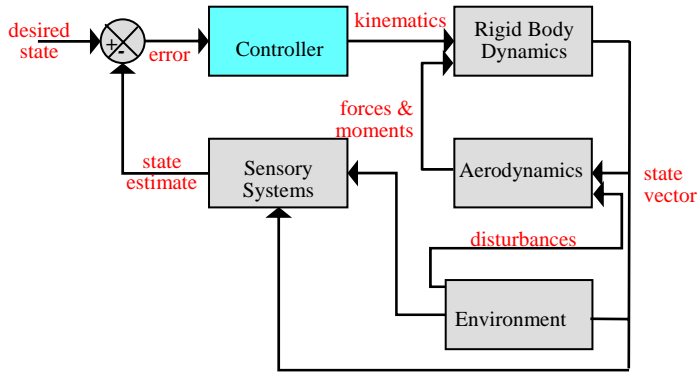 desired
state
+
-
error
Controller
kinematics
Rigid Body
Dynamics
forces &
moments
state
estimate
Sensory
Systems
Aerodynamics
state
vector
disturbances
Environment